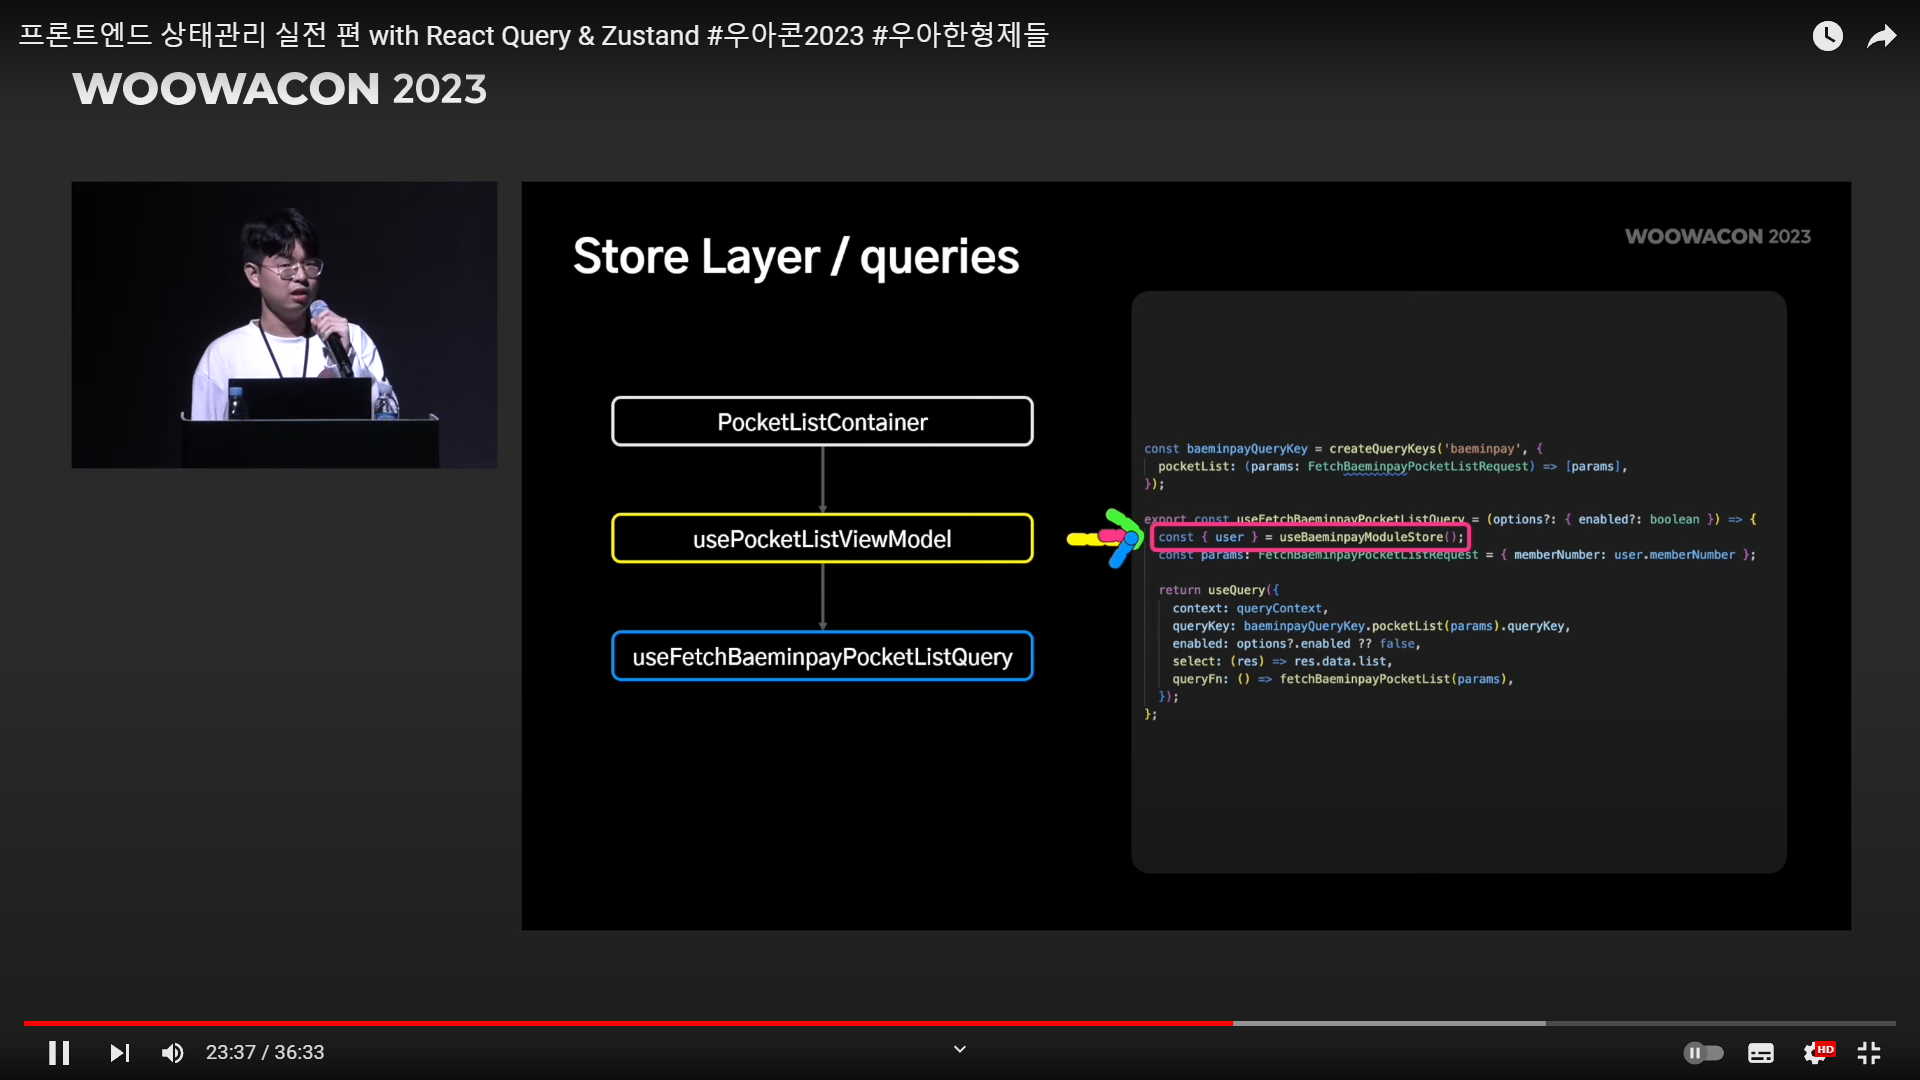 프론트엔드 상태관리 실전 편 with React Query & Zustand #우아콘2023 #우아한형제들
WOOWACON 2023
WOOWACON 2023
Store Layer / queries
PocketListContainer
usePocketListViewModel
useFetchBaeminpayPocketListQuery
const baeminpayQueryKey = createQueryKeys('baeminpay', {
pocketList: (params: FetchBaeminpayPocketListRequest) => [params],
});
export const useFetchBaeminpayPocketListQuery = (options?: { enabled?: boolean }) => {
const { user } = useBaeminpayModuleStore();
const params: FetchBaeminpayPocketListRequest = { memberNumber: user.memberNumber };
return useQuery({
context: queryContext,
queryKey: baeminpayQueryKey.pocketList(params).queryKey,
enabled: options?.enabled ?? false,
select: (res) => res.data.list,
queryFn: () => fetchBaeminpayPocketList(params),
});
};
23:37 / 36:33
HD